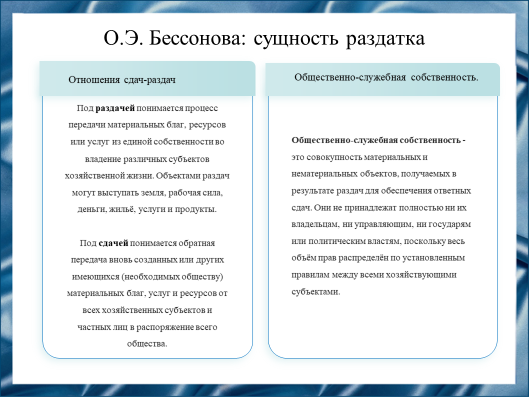 О.Э. Бессонова: сущность раздатка
Отношения сдач-раздач
Под раздачей понимается процесс
передачи материальных благ, ресурсов
или услуг из единой собственности во
владение различных субъектов
хозяйственной жизни. Объектами раздач
могут выступать земля, рабочая сила,
деньги, жильё, услуги и продукты.
Под сдачей понимается обратная
передача вновь созданных или других
имеющихся (необходимых обществу)
материальных благ, услуг и ресурсов от
всех хозяйственных субъектов и
частных лиц в распоряжение всего
общества.
Общественно-служебная собственность.
Общественно-служебная собственность -
это совокупность материальных и
нематериальных объектов, получаемых в
результате раздач для обеспечения ответных
сдач. Они не принадлежат полностью ни их
владельцам, ни управляющим, ни государям
или политическим властям, поскольку весь
объём прав распределён по установленным
правилам между всеми хозяйствующими
субъектами.